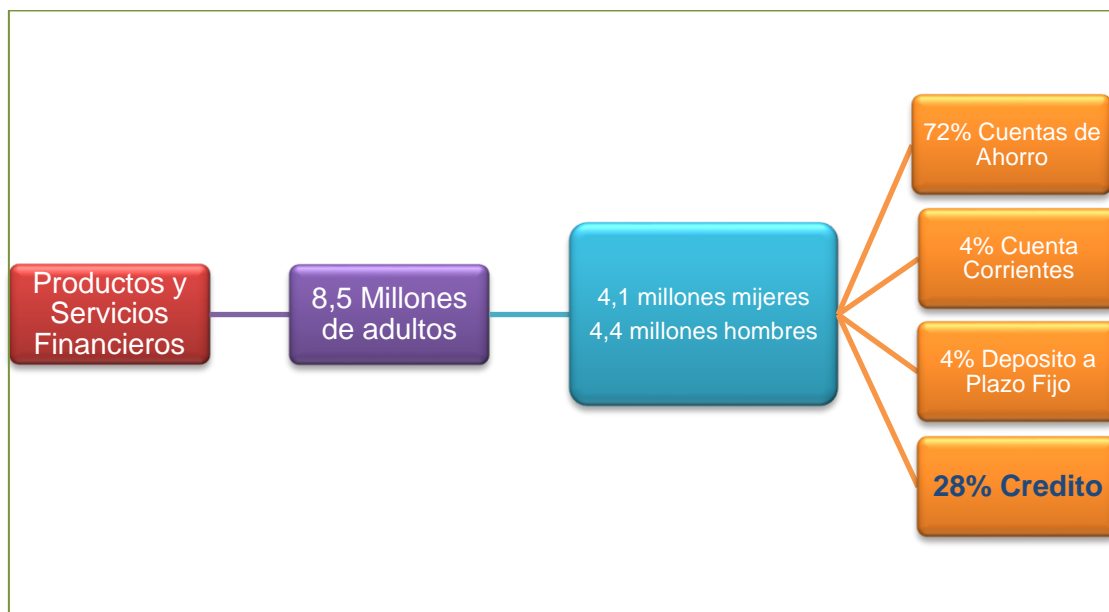 Productos y
Servicios
Financieros
8,5 Millones
de adultos
4,1 millones mijeres
4,4 millones hombres
72% Cuentas de
Ahorro
4% Cuenta
Corrientes
4% Deposito a
Plazo Fijo
28% Credito